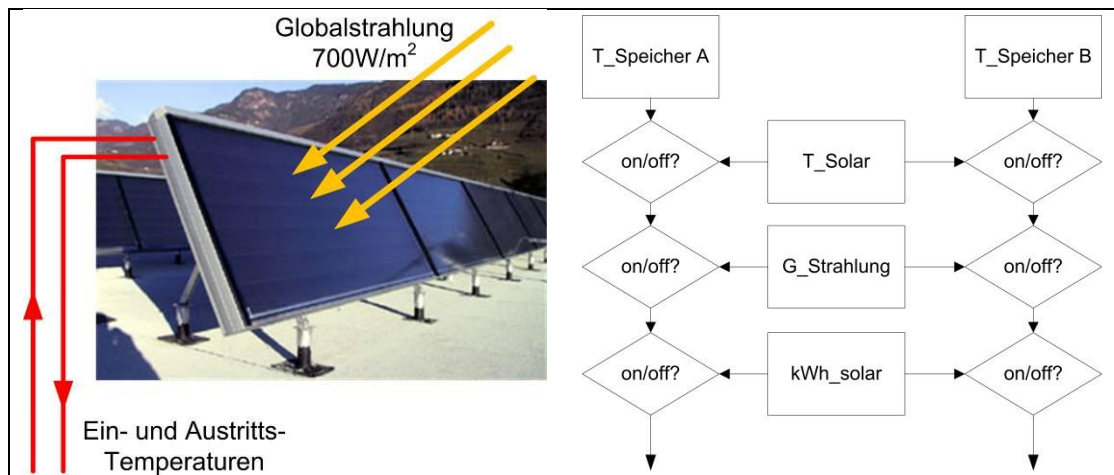 Globalstrahlung
700W/m²
Ein- und Austritts-
Temperaturen
T_Speicher A
T_Speicher B
on/off?
T_Solar
on/off?
on/off?
G_Strahlung
on/off?
on/off?
kWh_solar
on/off?